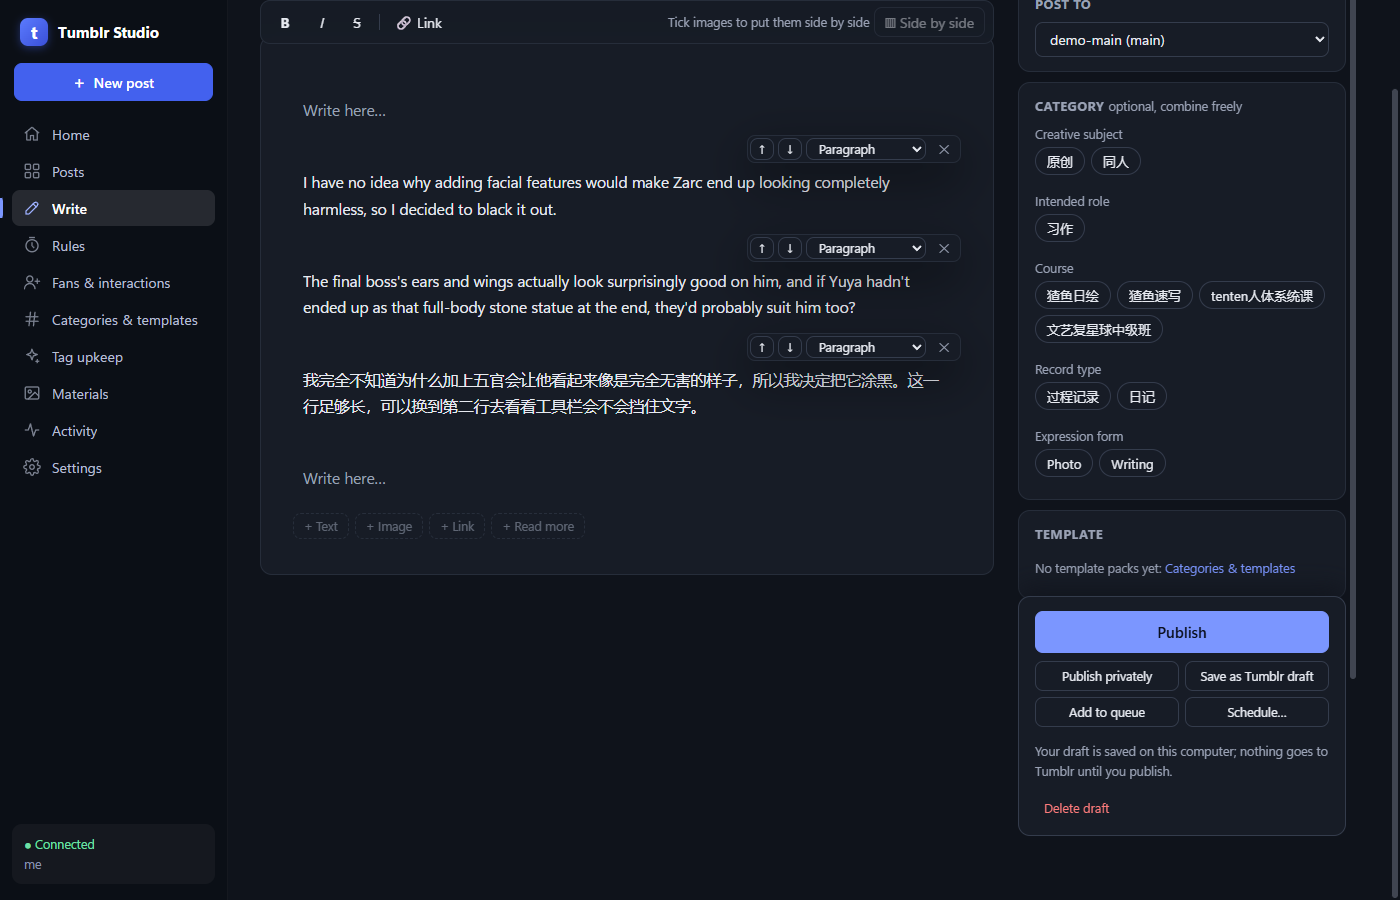 t Tumblr Studio
+ New post
Home
Posts
Write
Rules
Fans & interactions
Categories & templates
Tag upkeep
Materials
Activity
Settings
● Connected
me
B I S Link
Tick images to put them side by side Side by side
Write here...
↑ ↓ Paragraph ×
I have no idea why adding facial features would make Zarc end up looking completely
harmless, so I decided to black it out.
↑ ↓ Paragraph ×
The final boss's ears and wings actually look surprisingly good on him, and if Yuya hadn't
ended up as that full-body stone statue at the end, they'd probably suit him too?
↑ ↓ Paragraph ×
我完全不知道为什么加上五官会让他看起来像是完全无害的样子，所以我决定把它涂黑。这一
行足够长，可以换到第二行去看看工具栏会不会挡住文字。
Write here...
+ Text + Image + Link + Read more
POST TO
demo-main (main)
CATEGORY optional, combine freely
Creative subject
原创 同人
Intended role
习作
Course
猹鱼日绘 猹鱼速写 tenten人体系统课
文艺复星球中级班
Record type
过程记录 日记
Expression form
Photo Writing
TEMPLATE
No template packs yet: Categories & templates
Publish
Publish privately Save as Tumblr draft
Add to queue Schedule...
Your draft is saved on this computer; nothing goes to
Tumblr until you publish.
Delete draft